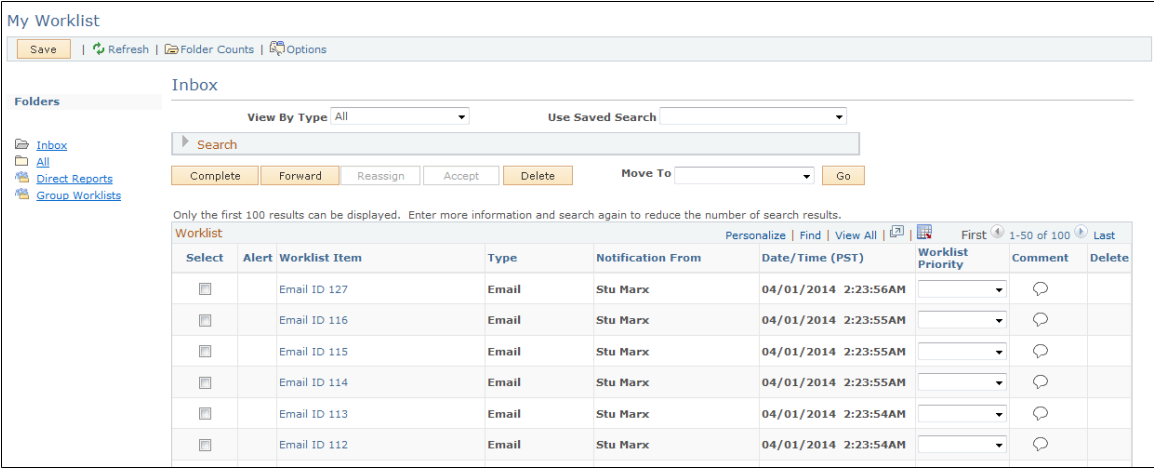 My Worklist
Save | Refresh | Folder Counts | Options
Inbox
Folders
View By Type All Use Saved Search
Inbox
Search
All
Direct Reports
Complete Forward Reassign Accept Delete Move To Go
Group Worklists
Only the first 100 results can be displayed. Enter more information and search again to reduce the number of search results.
Worklist Personalize | Find | View All | | First 1-50 of 100 Last
Select Alert Worklist Item Type Notification From Date/Time (PST) Worklist Priority Comment Delete
Email ID 127 Email Stu Marx 04/01/2014 2:23:56AM
Email ID 116 Email Stu Marx 04/01/2014 2:23:55AM
Email ID 115 Email Stu Marx 04/01/2014 2:23:55AM
Email ID 114 Email Stu Marx 04/01/2014 2:23:55AM
Email ID 113 Email Stu Marx 04/01/2014 2:23:54AM
Email ID 112 Email Stu Marx 04/01/2014 2:23:54AM